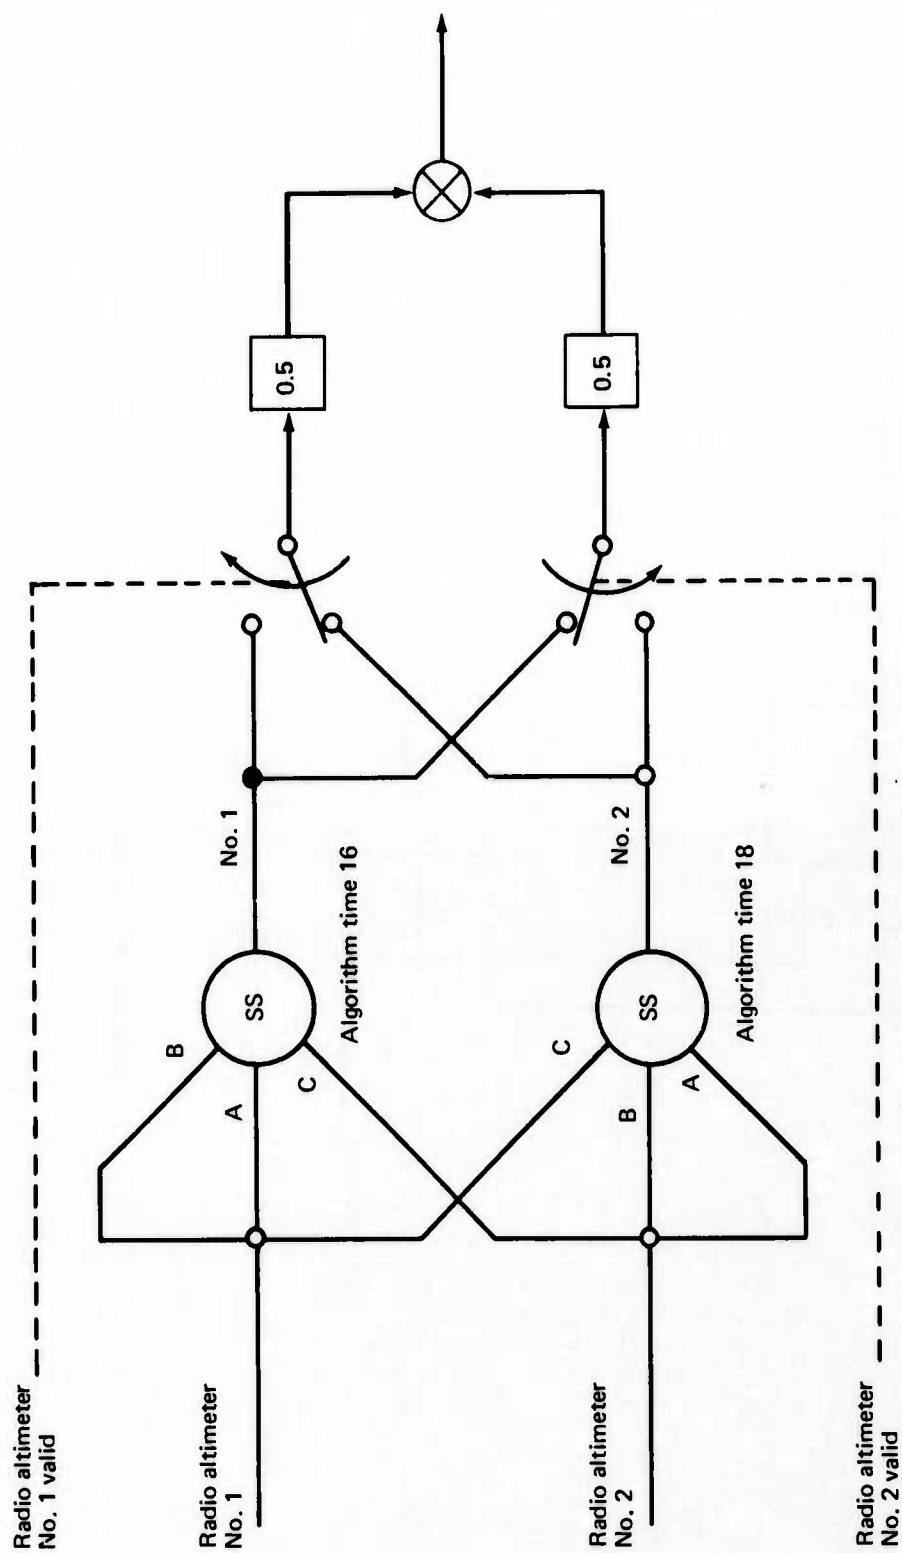 Radio altimeter
No. 1 valid
Radio altimeter
No. 1
B
A
C
SS
Algorithm time 16
No. 1
0.5
Radio altimeter
No. 2
C
B
A
SS
Algorithm time 18
No. 2
0.5
Radio altimeter
No. 2 valid